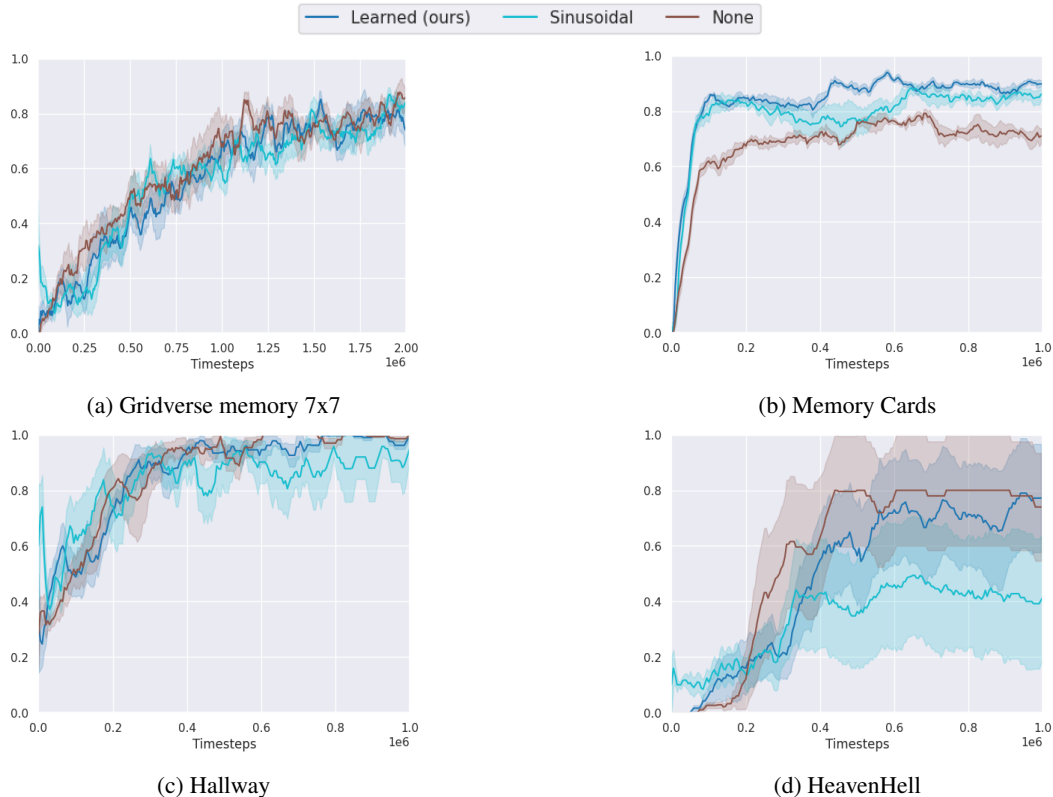 Learned (ours) Sinusoidal None
1.0
0.8
0.6
0.4
0.2
0.0
0.00 0.25 0.50 0.75 1.00 1.25 1.50 1.75 2.00
Timesteps 1e6
(a) Gridverse memory 7x7
1.0
0.8
0.6
0.4
0.2
0.0
0.0 0.2 0.4 0.6 0.8 1.0
Timesteps 1e6
(b) Memory Cards
1.0
0.8
0.6
0.4
0.2
0.0
0.0 0.2 0.4 0.6 0.8 1.0
Timesteps 1e6
(c) Hallway
1.0
0.8
0.6
0.4
0.2
0.0
0.0 0.2 0.4 0.6 0.8 1.0
Timesteps 1e6
(d) HeavenHell